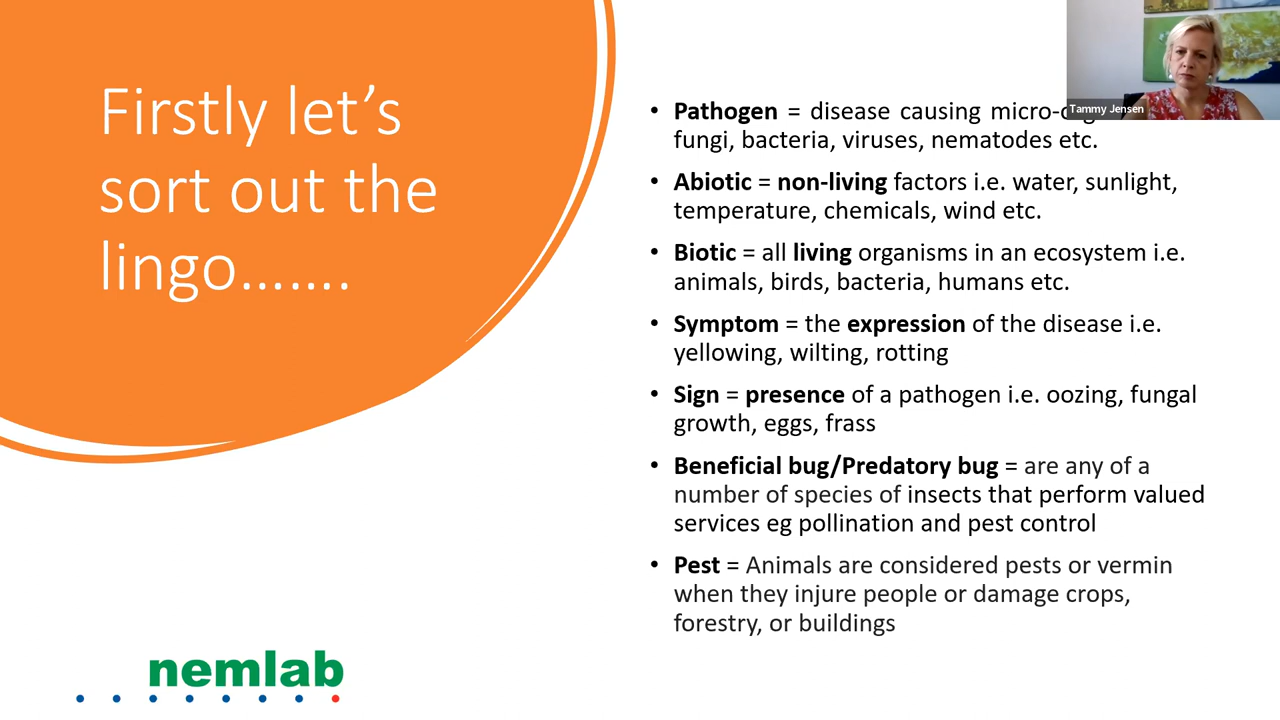 Firstly let’s
sort out the
lingo…….
Tammy Jensen
• Pathogen = disease causing
fungi, bacteria, viruses, nematodes etc.
• Abiotic = non-living factors i.e. water, sunlight,
temperature, chemicals, wind etc.
• Biotic = all living organisms in an ecosystem i.e.
animals, birds, bacteria, humans etc.
• Symptom = the expression of the disease i.e.
yellowing, wilting, rotting
• Sign = presence of a pathogen i.e. oozing, fungal
growth, eggs, frass
• Beneficial bug/Predatory bug = are any of a
number of species of insects that perform valued
services eg pollination and pest control
• Pest = Animals are considered pests or vermin
when they injure people or damage crops,
forestry, or buildings
nemlab